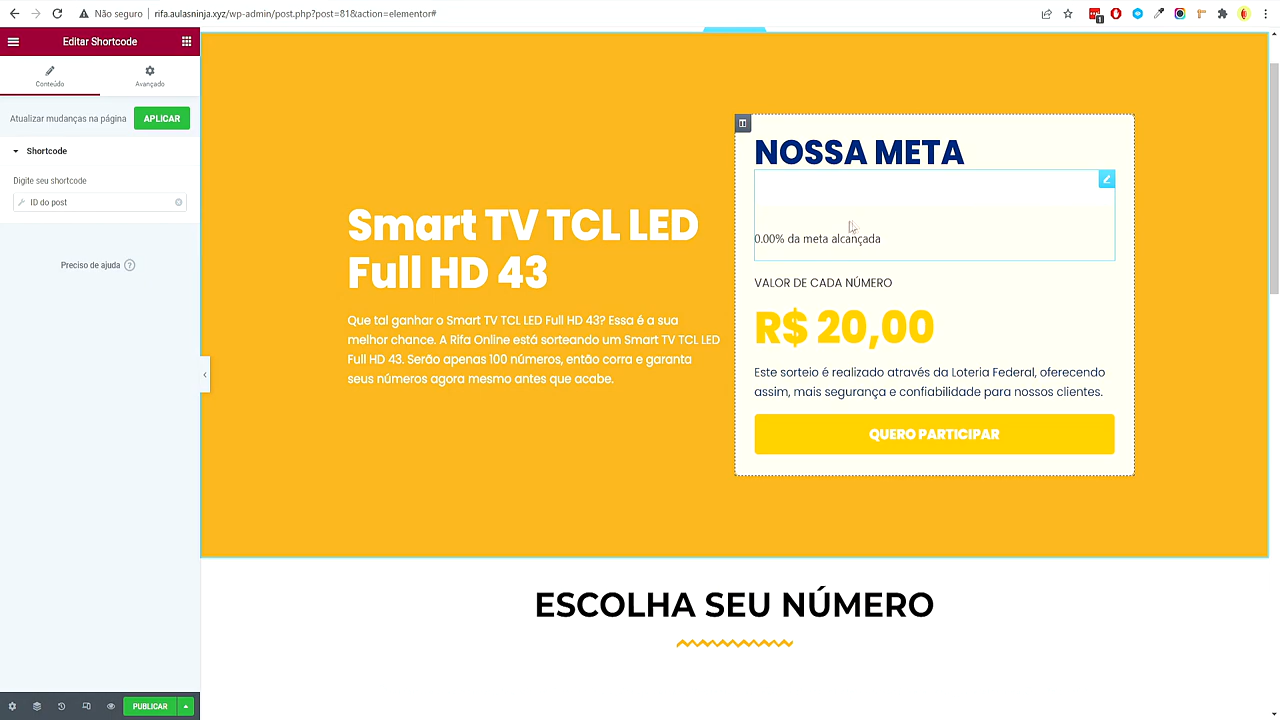 Não seguro
rifa.aulasninja.xyz/wp-admin/post.php?post=81&action=elementor#
1
Editar Shortcode
Conteúdo
Avançado
Atualizar mudanças na página
APLICAR
Shortcode
Digite seu shortcode
ID do post
Preciso de ajuda ?
PUBLICAR
Smart TV TCL LED
Full HD 43
Que tal ganhar o Smart TV TCL LED Full HD 43? Essa é a sua
melhor chance. A Rifa Online está sorteando um Smart TV TCL LED
Full HD 43. Serão apenas 100 números, então corra e garanta
seus números agora mesmo antes que acabe.
NOSSA META
0.00% da meta alcançada
VALOR DE CADA NÚMERO
R$ 20,00
Este sorteio é realizado através da Loteria Federal, oferecendo
assim, mais segurança e confiabilidade para nossos clientes.
QUERO PARTICIPAR
ESCOLHA SEU NÚMERO